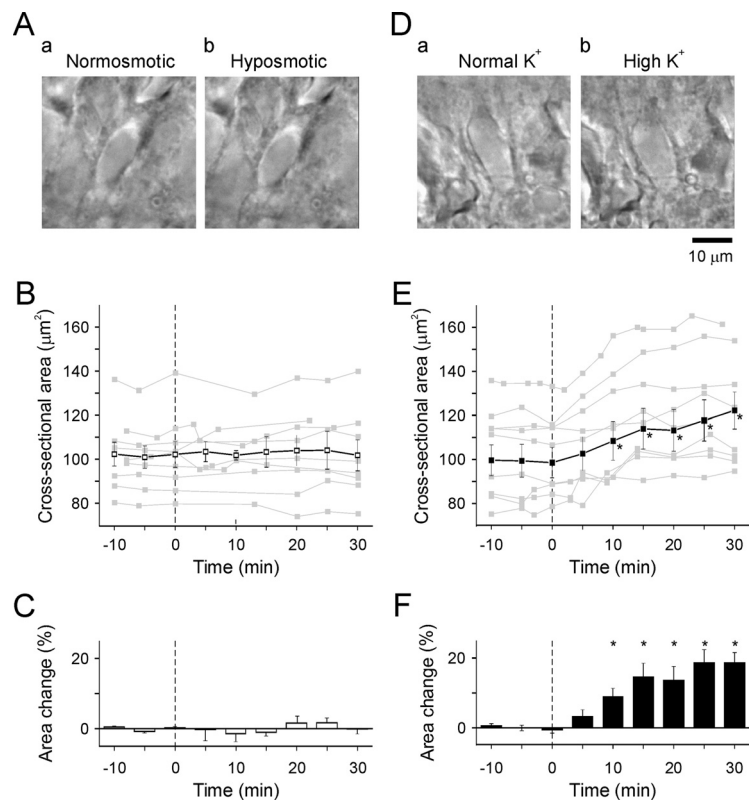 A
a
Normosmotic
b
Hyposmotic
D
a
Normal K⁺
b
High K⁺
10 μm
B
Cross-sectional area (μm²)
160
140
120
100
80
-10 0 10 20 30
Time (min)
E
Cross-sectional area (μm²)
160
140
120
100
80
* * * * *
-10 0 10 20 30
Time (min)
C
Area change (%)
20
0
-10 0 10 20 30
Time (min)
F
Area change (%)
20
0
* * * * *
-10 0 10 20 30
Time (min)